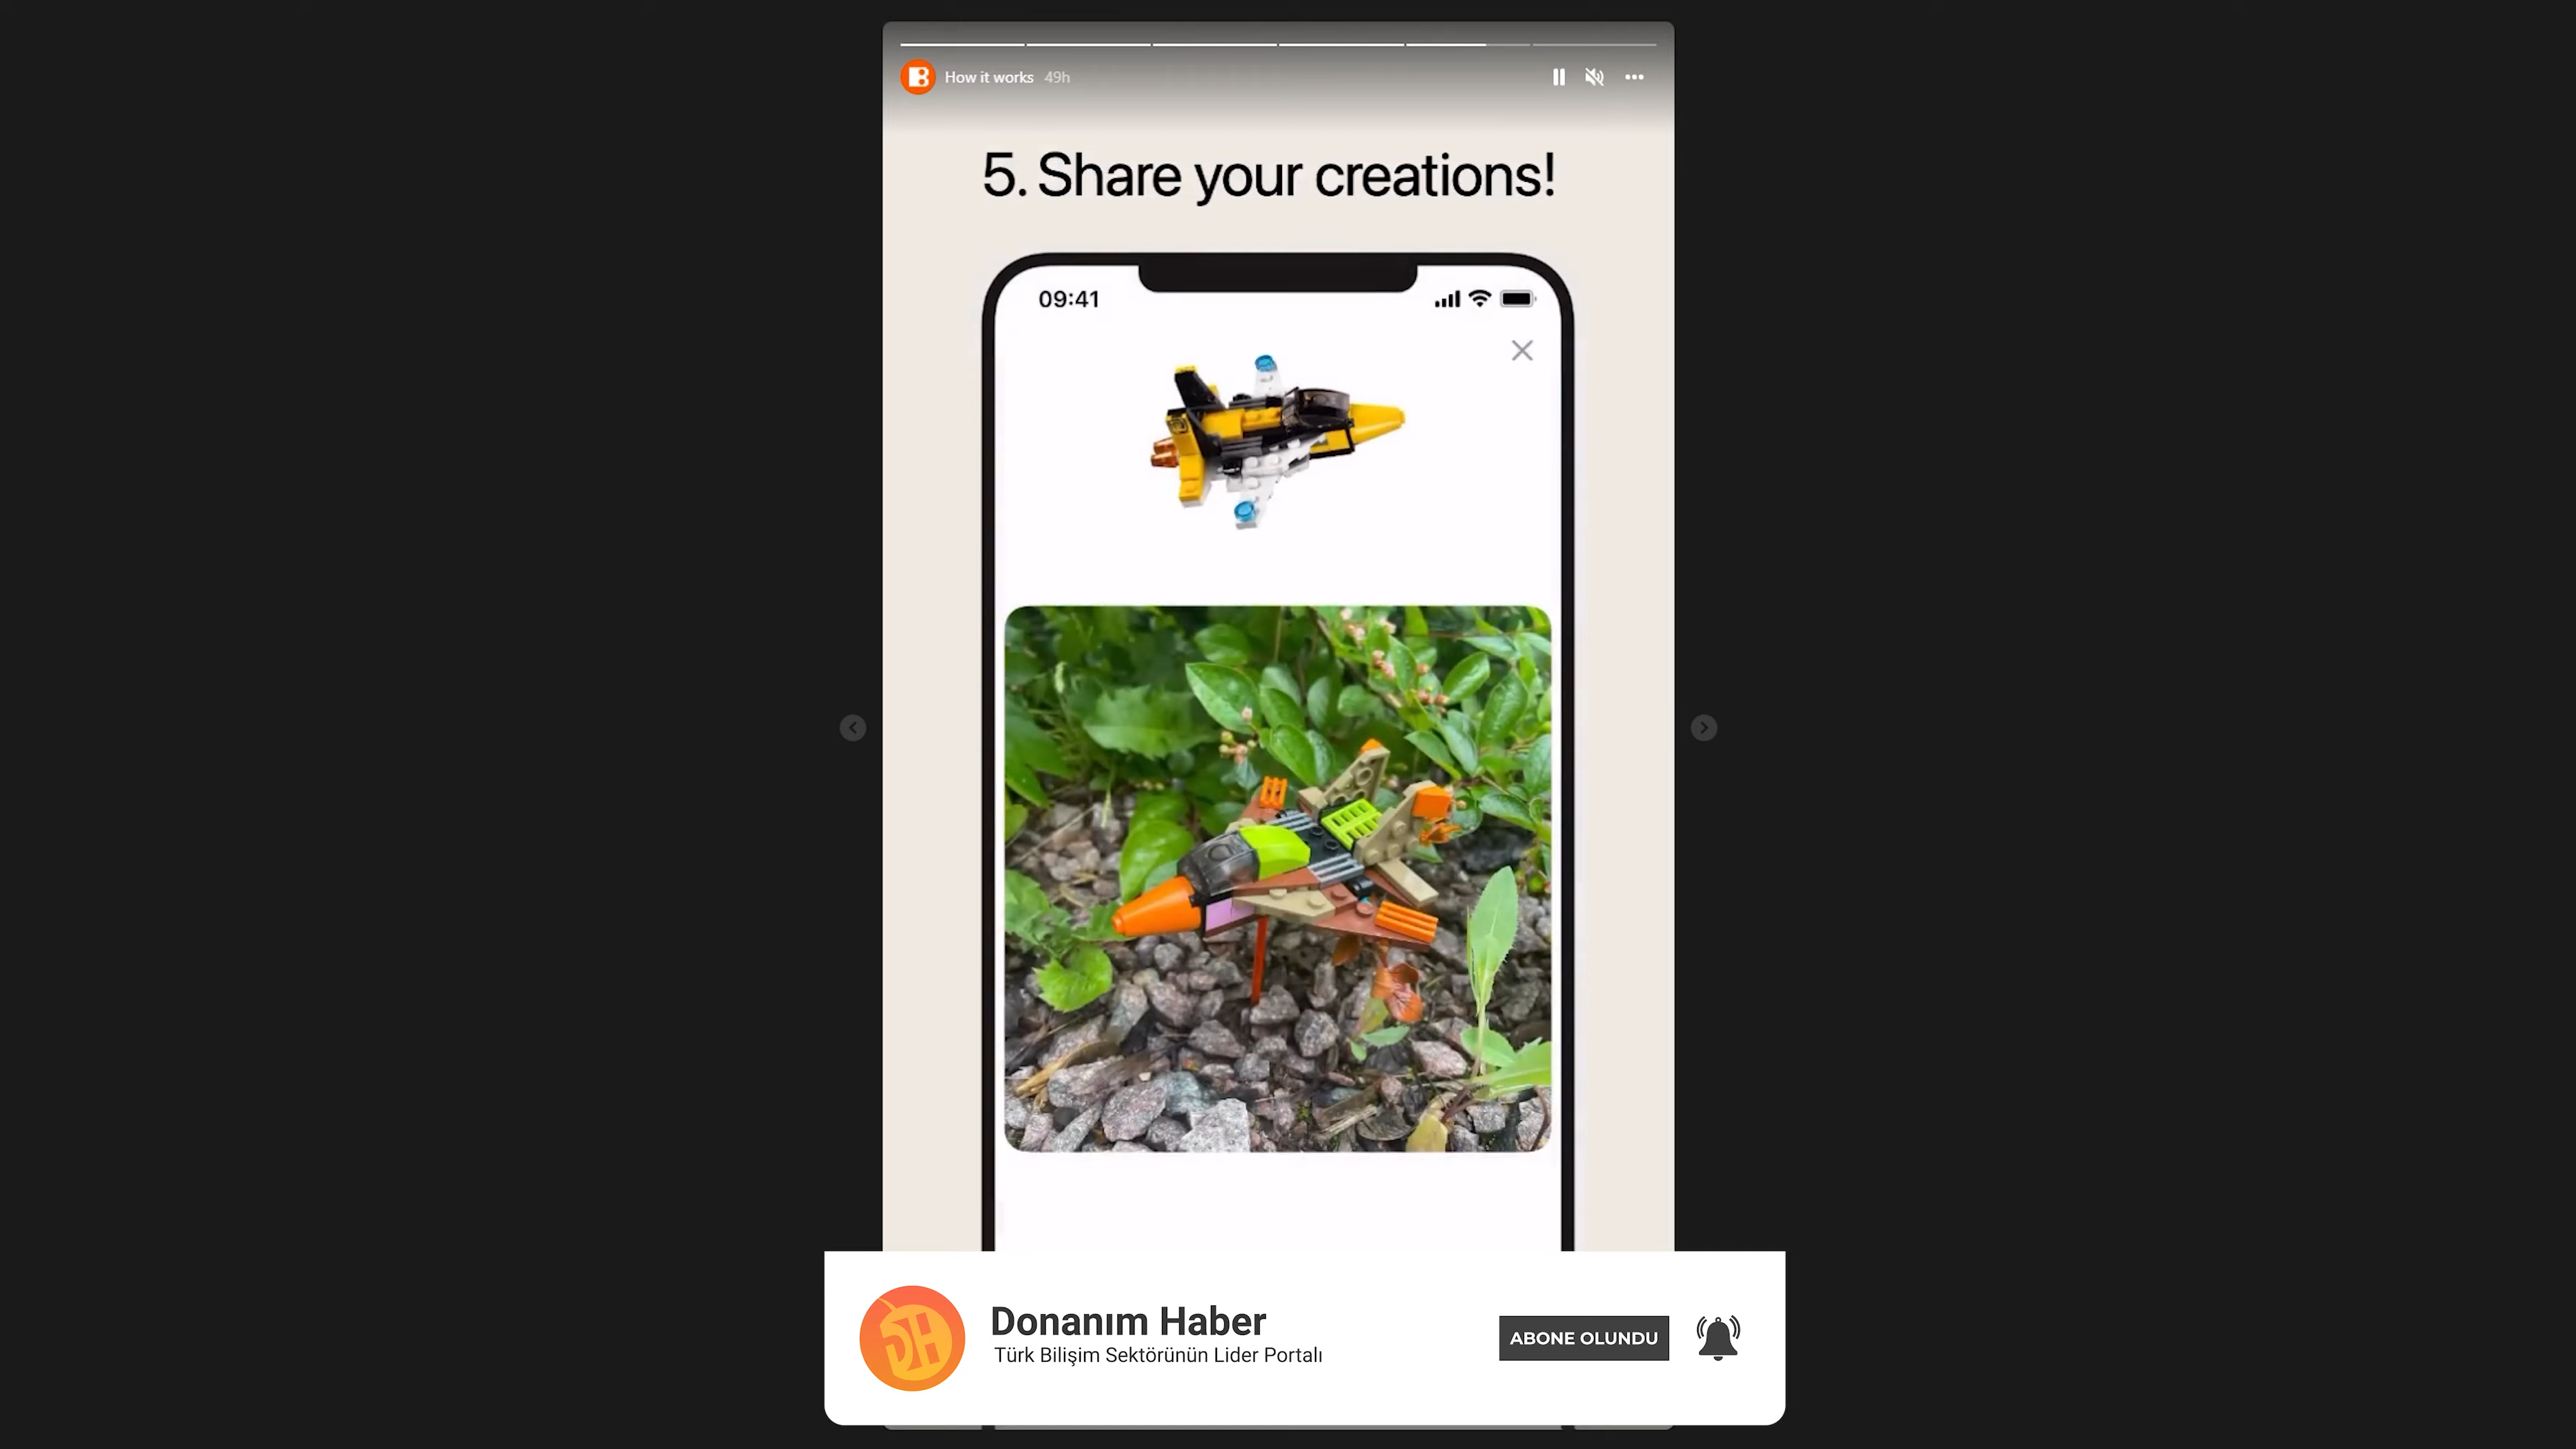 B How it works 49h
5. Share your creations!
09:41
DH
Donanım Haber
Türk Bilişim Sektörünün Lider Portalı
ABONE OLUNDU